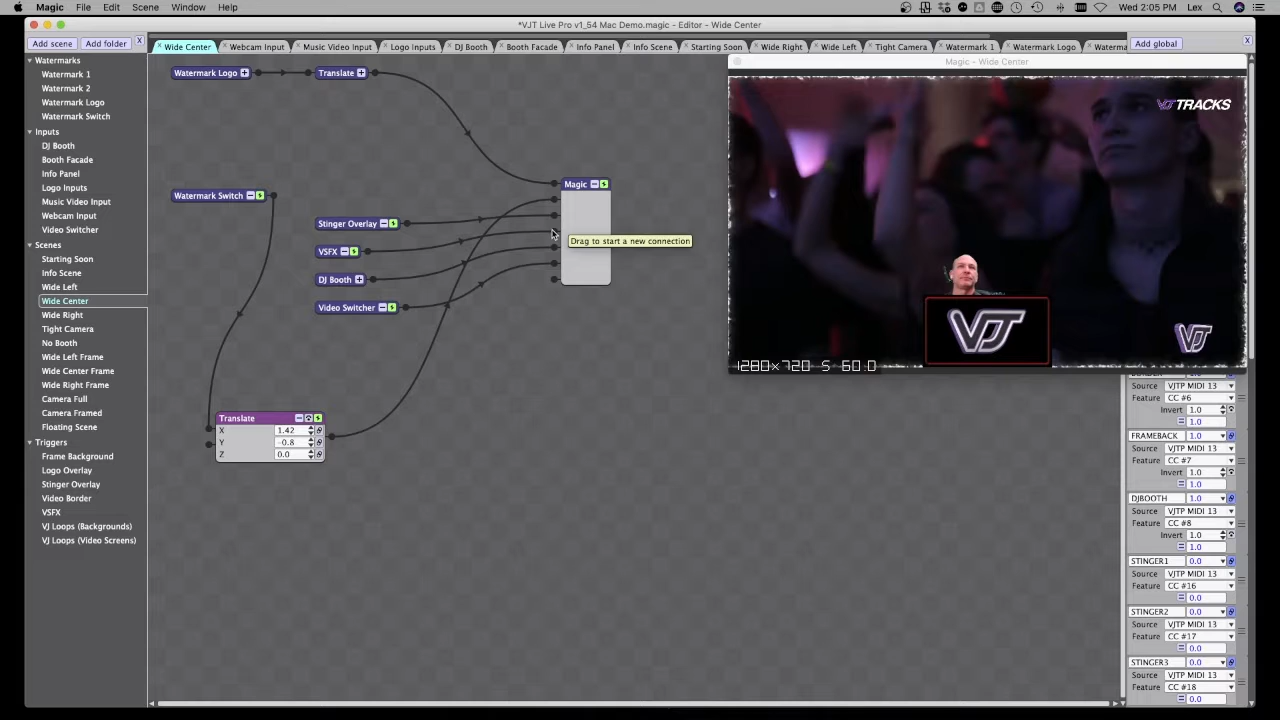 Magic File Edit Scene Window Help Wed 2:05 PM Lex
*VJT Live Pro v1_54 Mac Demo.magic - Editor - Wide Center
Add scene Add folder
Wide Center Webcam Input Music Video Input Logo Inputs DJ Booth Booth Facade Info Panel Info Scene Starting Soon Wide Right Wide Left Tight Camera Watermark 1 Watermark Logo Waterma
Add global
Watermarks
Watermark 1
Watermark 2
Watermark Logo
Watermark Switch
Inputs
DJ Booth
Booth Facade
Info Panel
Logo Inputs
Music Video Input
Webcam Input
Video Switcher
Scenes
Starting Soon
Info Scene
Wide Left
Wide Center
Wide Right
Tight Camera
No Booth
Wide Left Frame
Wide Center Frame
Wide Right Frame
Camera Full
Camera Framed
Floating Scene
Triggers
Frame Background
Logo Overlay
Stinger Overlay
Video Border
VSFX
VJ Loops (Backgrounds)
VJ Loops (Video Screens)
Watermark Logo
Translate
Watermark Switch
Stinger Overlay
VSFX
DJ Booth
Video Switcher
Magic
Drag to start a new connection
Translate
X 1.42
Y -0.8
Z 0.0
Magic - Wide Center
VJTTRACKS
VJT
VJT
1280x720 S 60.0
Source VJTP MIDI 13
Feature CC #6
Invert 1.0
= 1.0
FRAMEBACK 1.0
Source VJTP MIDI 13
Feature CC #7
Invert 1.0
= 1.0
DJBOOTH 1.0
Source VJTP MIDI 13
Feature CC #8
Invert 1.0
= 1.0
STINGER1 0.0
Source VJTP MIDI 13
Feature CC #16
= 0.0
STINGER2 0.0
Source VJTP MIDI 13
Feature CC #17
= 0.0
STINGER3 0.0
Source VJTP MIDI 13
Feature CC #18
= 0.0